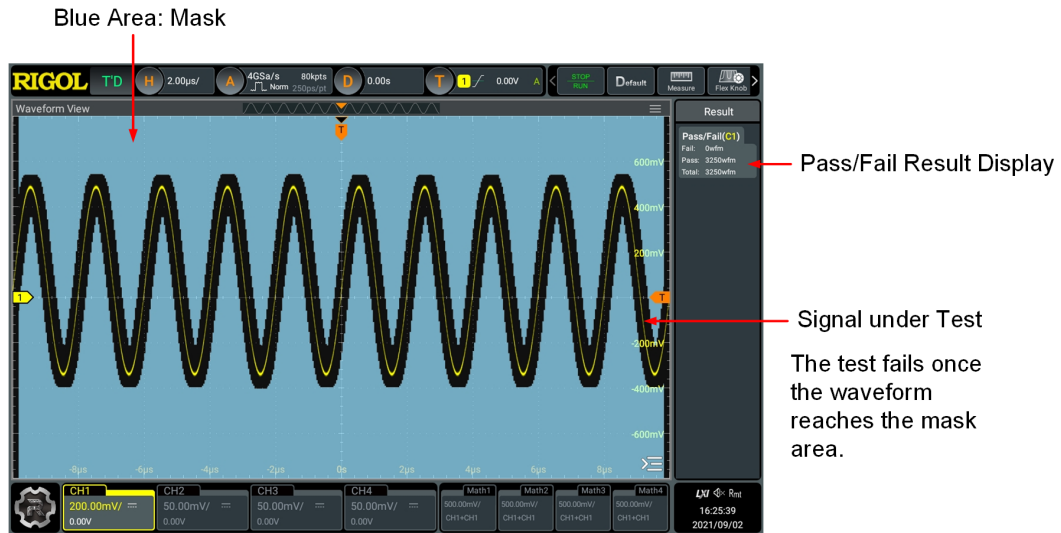 Blue Area: Mask
RIGOL T'D H 2.00μs/ A 4GSa/s 80kpts Norm 250ps/pt D 0.00s T 1 0.00V A < STOP RUN Default Measure Flex Knob >
Waveform View
Result
T
Pass/Fail(C1)
Fail: 0wfm
Pass: 3250wfm
Total: 3250wfm
Pass/Fail Result Display
600mV
400mV
200mV
1
T
Signal under Test
-200mV
The test fails once
the waveform
reaches the mask
area.
-400mV
-600mV
-8μs -6μs -4μs -2μs 0s 2μs 4μs 6μs 8μs
CH1 CH2 CH3 CH4 Math1 Math2 Math3 Math4
200.00mV/ 50.00mV/ 50.00mV/ 50.00mV/ 500.00mV/ 500.00mV/ 500.00mV/ 500.00mV/
CH1+CH1 CH1+CH1 CH1+CH1 CH1+CH1
0.00V 0.00V 0.00V 0.00V
LXI Rmt
16:25:39
2021/09/02